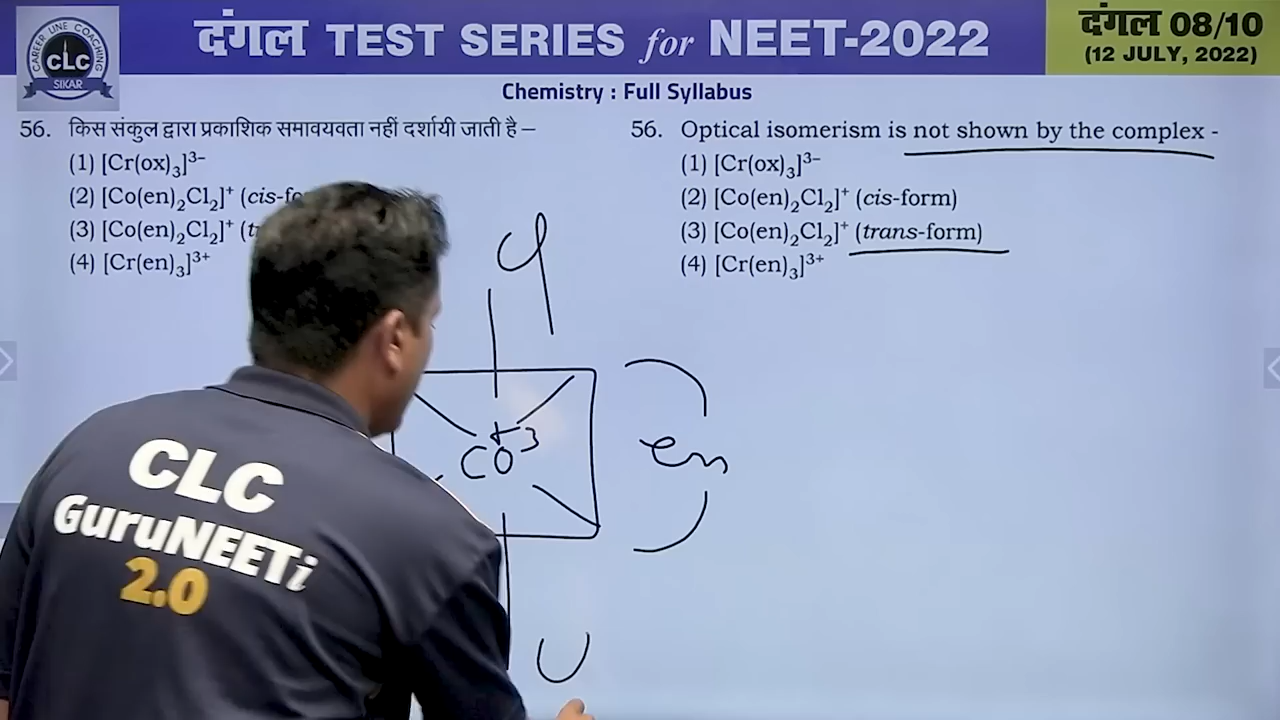 दंगल TEST SERIES for NEET-2022
दंगल 08/10
(12 JULY, 2022)
CAREER LINE COACHING
CLC
SIKAR
Chemistry : Full Syllabus
56. किस संकुल द्वारा प्रकाशिक समावयवता नहीं दर्शायी जाती है –
(1) [Cr(ox)₃]³⁻
(2) [Co(en)₂Cl₂]⁺ (cis-fo
(3) [Co(en)₂Cl₂]⁺
(4) [Cr(en)₃]³⁺
56. Optical isomerism is not shown by the complex -
(1) [Cr(ox)₃]³⁻
(2) [Co(en)₂Cl₂]⁺ (cis-form)
(3) [Co(en)₂Cl₂]⁺ (trans-form)
(4) [Cr(en)₃]³⁺
Cl
CO⁺³
en
CLC
GuruNEETi
2.0